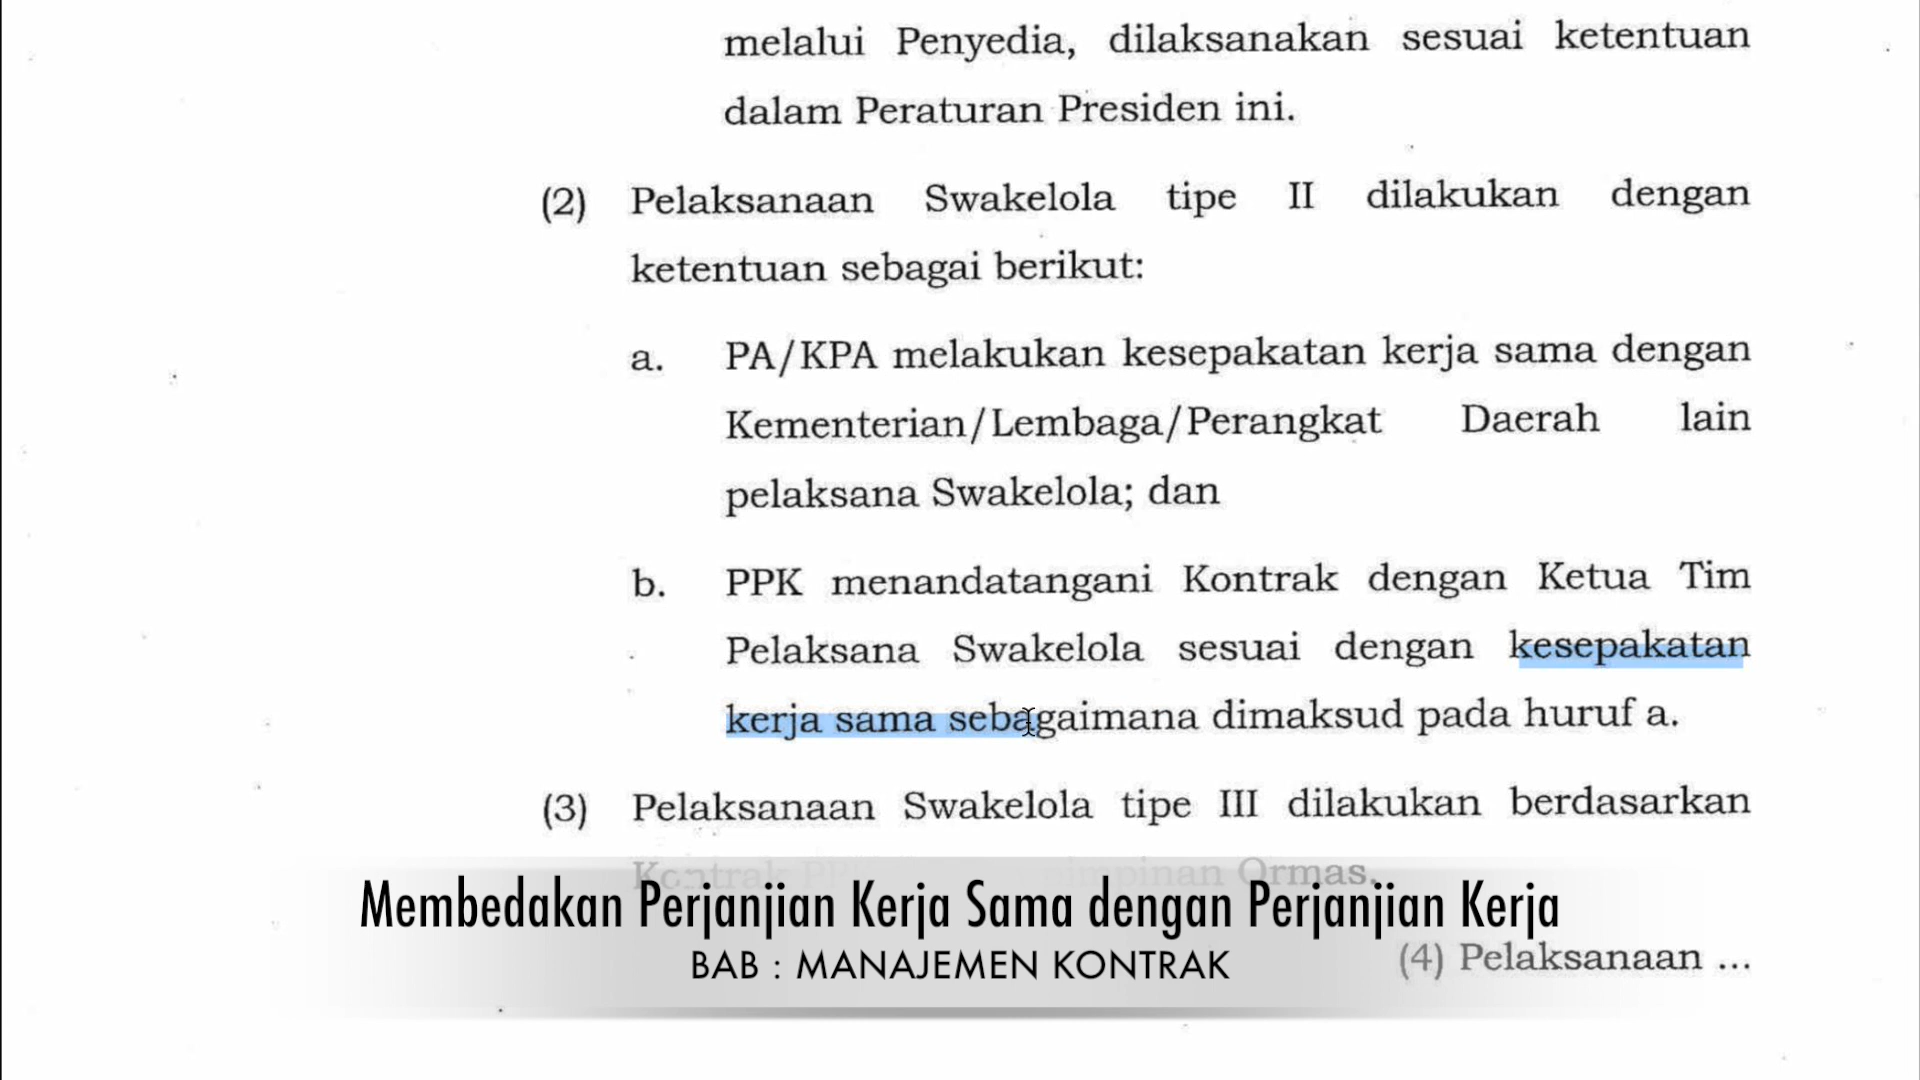 melalui Penyedia, dilaksanakan sesuai ketentuan
dalam Peraturan Presiden ini.
(2) Pelaksanaan Swakelola tipe II dilakukan dengan
ketentuan sebagai berikut:
a. PA/KPA melakukan kesepakatan kerja sama dengan
Kementerian/Lembaga/Perangkat Daerah lain
pelaksana Swakelola; dan
b. PPK menandatangani Kontrak dengan Ketua Tim
Pelaksana Swakelola sesuai dengan kesepakatan
kerja sama sebagaimana dimaksud pada huruf a.
(3) Pelaksanaan Swakelola tipe III dilakukan berdasarkan
Kontrak Ormas.
Membedakan Perjanjian Kerja Sama dengan Perjanjian Kerja
BAB : MANAJEMEN KONTRAK
(4) Pelaksanaan ...